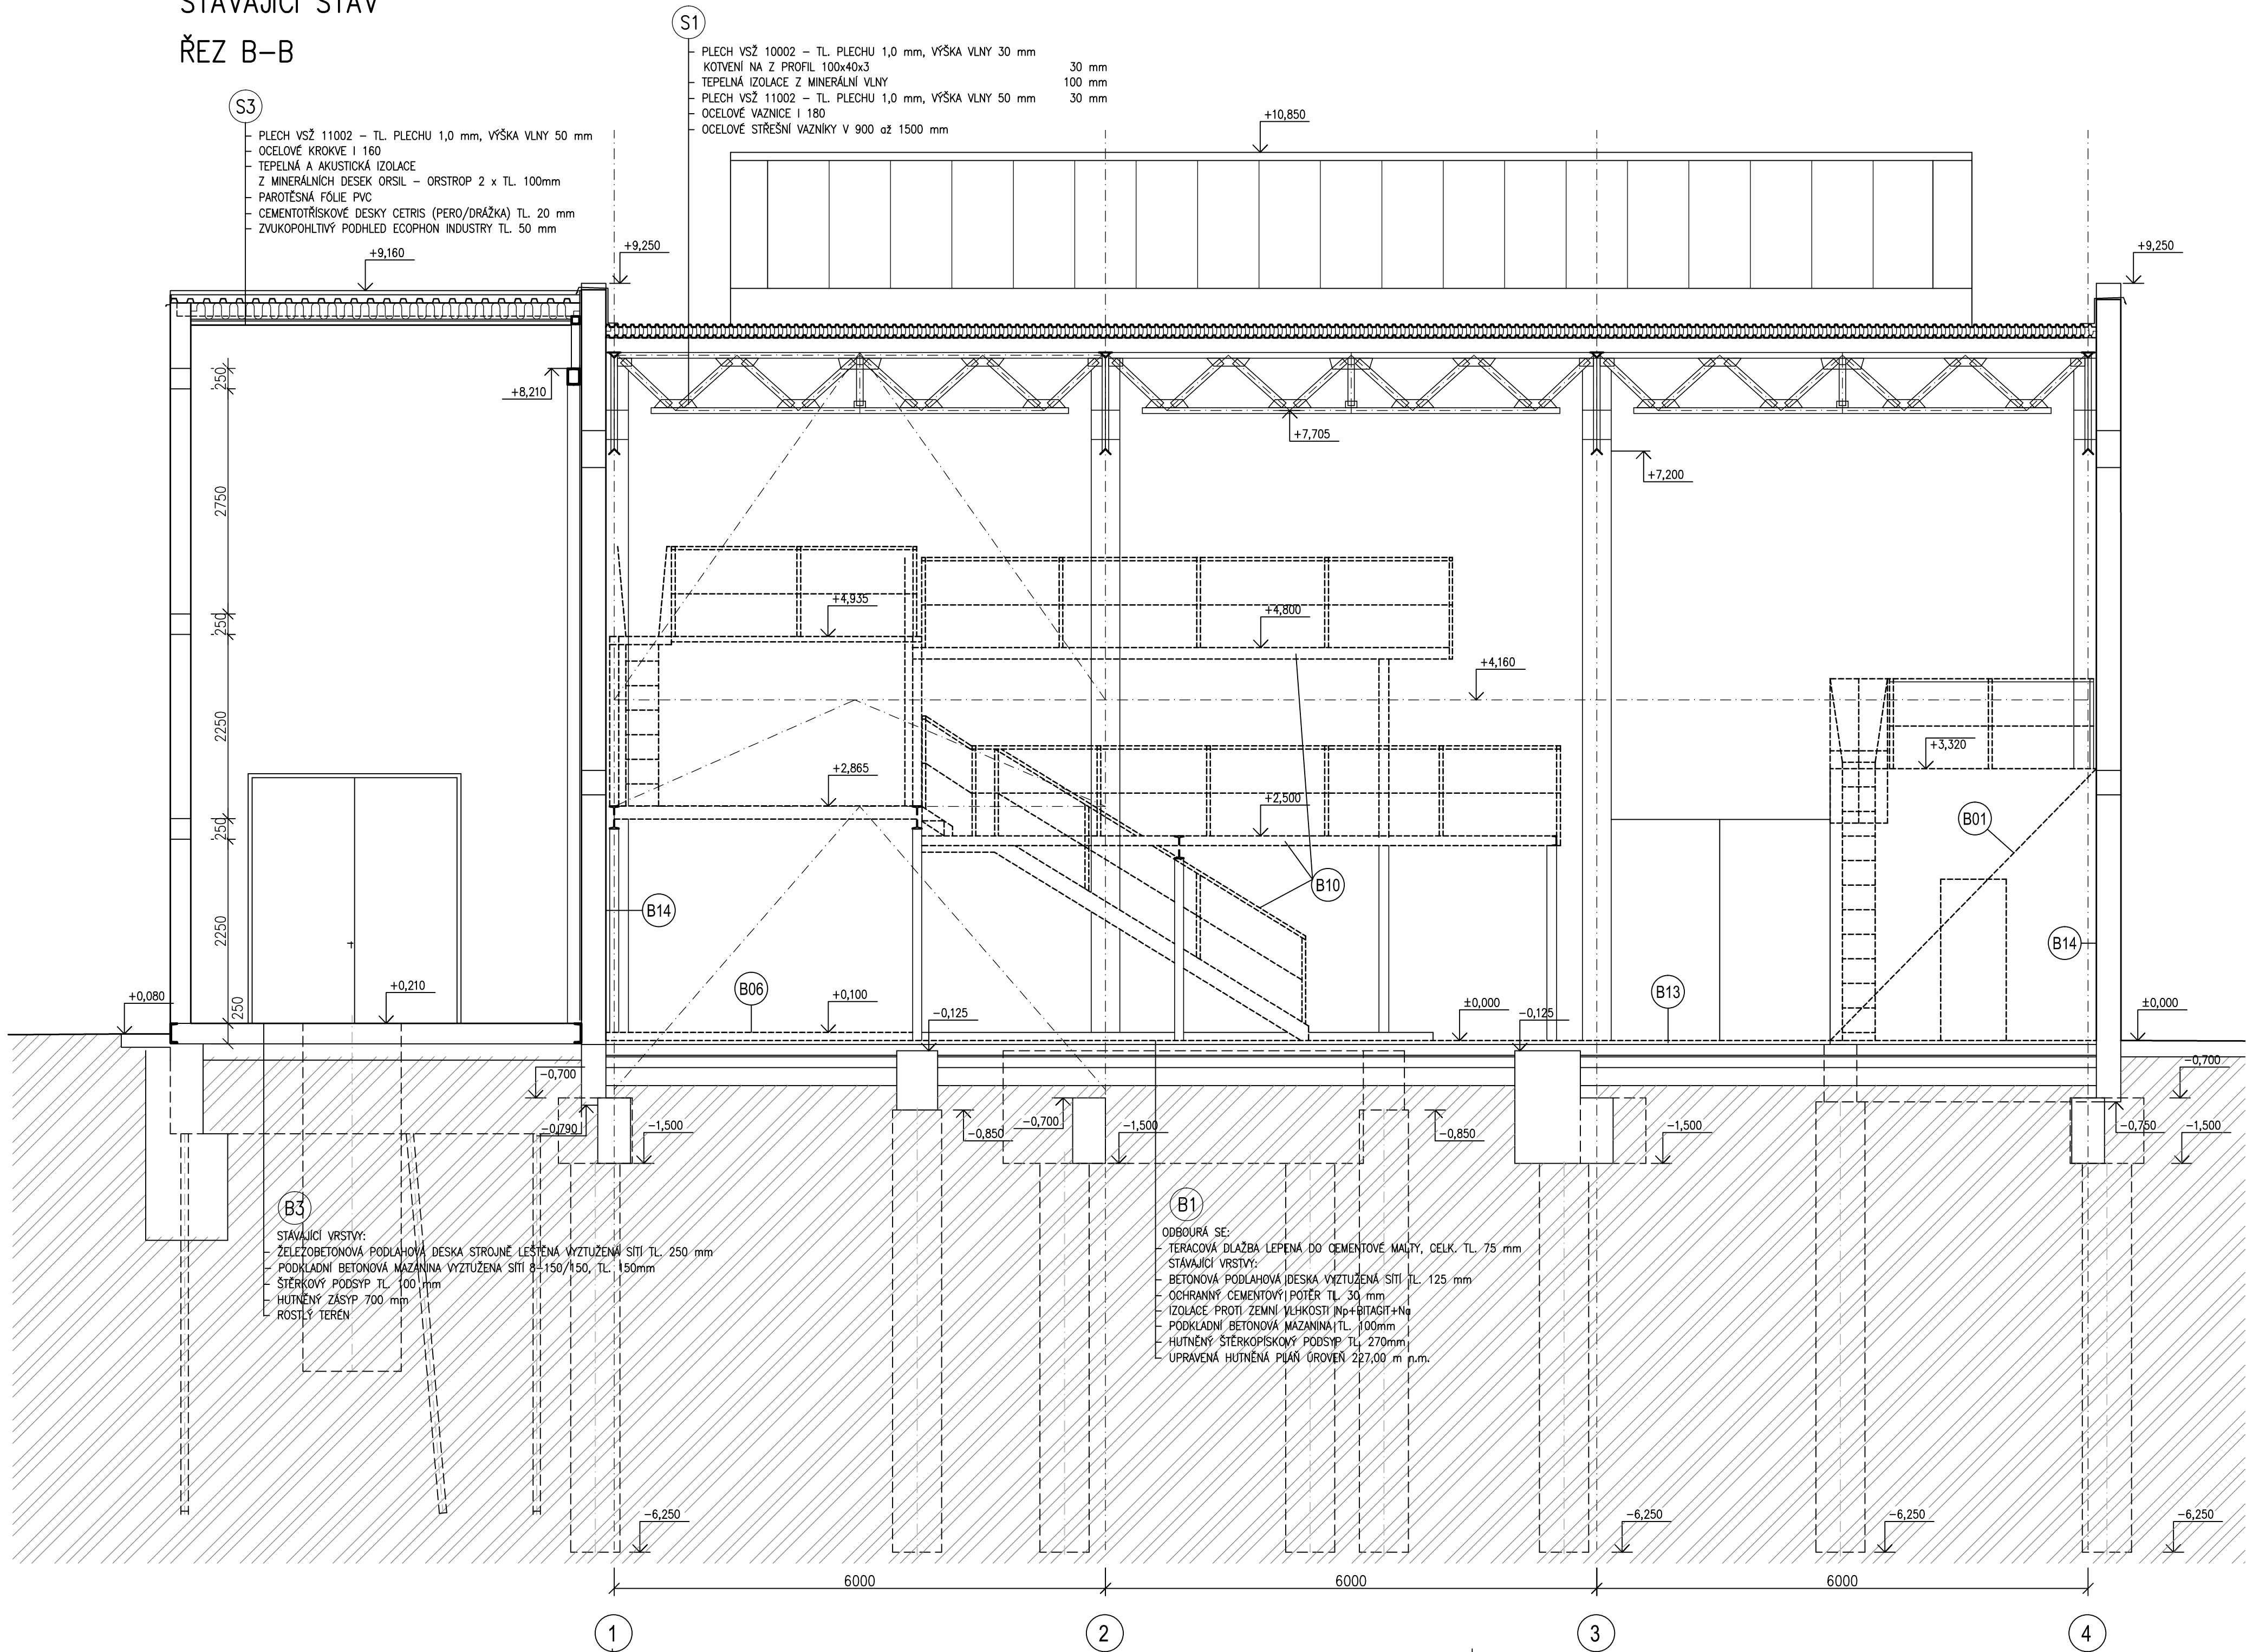 STÁVAJÍCÍ STAV
ŘEZ B–B
S1
PLECH VSŽ 10002 – TL. PLECHU 1,0 mm, VÝŠKA VLNY 30 mm
KOTVENÍ NA Z PROFIL 100x40x3 30 mm
TEPELNÁ IZOLACE Z MINERÁLNÍ VLNY 100 mm
PLECH VSŽ 11002 – TL. PLECHU 1,0 mm, VÝŠKA VLNY 50 mm 30 mm
OCELOVÉ VAZNICE I 180
OCELOVÉ STŘEŠNÍ VAZNÍKY V 900 až 1500 mm
S3
PLECH VSŽ 11002 – TL. PLECHU 1,0 mm, VÝŠKA VLNY 50 mm
OCELOVÉ KROKVE I 160
TEPELNÁ A AKUSTICKÁ IZOLACE
Z MINERÁLNÍCH DESEK ORSIL – ORSTROP 2 x TL. 100mm
PAROTĚSNÁ FÓLIE PVC
CEMENTOTŘÍSKOVÉ DESKY CETRIS (PERO/DRÁŽKA) TL. 20 mm
ZVUKOPOHLTIVÝ PODHLED ECOPHON INDUSTRY TL. 50 mm
+10,850
+9,160
+9,250
+9,250
250
+8,210
+7,705
+7,200
2750
250
+4,935
+4,800
+4,160
2250
+2,865
+2,500
+3,320
250
B01
B10
B14
2250
B14
B06
B13
+0,080
+0,210
250
+0,100
–0,125
±0,000
–0,125
±0,000
–0,700
–0,700
–0,790
–1,500
–0,850
–0,700
–1,500
–0,850
–1,500
–0,750
–1,500
B3
STÁVAJÍCÍ VRSTVY:
ŽELEZOBETONOVÁ PODLAHOVÁ DESKA STROJNĚ LEŠTĚNÁ VYZTUŽENÁ SÍTÍ TL. 250 mm
PODKLADNÍ BETONOVÁ MAZANINA VYZTUŽENA SÍTÍ 8–150/150, TL. 150mm
ŠTĚRKOVÝ PODSYP TL. 100 mm
HUTNĚNÝ ZÁSYP 700 mm
ROSTLÝ TERÉN
B1
ODBOURÁ SE:
TERACOVÁ DLAŽBA LEPENÁ DO CEMENTOVÉ MALTY, CELK. TL. 75 mm
STÁVAJÍCÍ VRSTVY:
BETONOVÁ PODLAHOVÁ DESKA VYZTUŽENÁ SÍTÍ TL. 125 mm
OCHRANNÝ CEMENTOVÝ POTĚR TL. 30 mm
IZOLACE PROTI ZEMNÍ VLHKOSTI Np+BITAGIT+Na
PODKLADNÍ BETONOVÁ MAZANINA TL. 100mm
HUTNĚNÝ ŠTĚRKOPÍSKOVÝ PODSYP TL. 270mm
UPRAVENÁ HUTNĚNÁ PLÁŇ ÚROVEŇ 227,00 m n.m.
–6,250
–6,250
–6,250
–6,250
6000
6000
6000
1
2
3
4